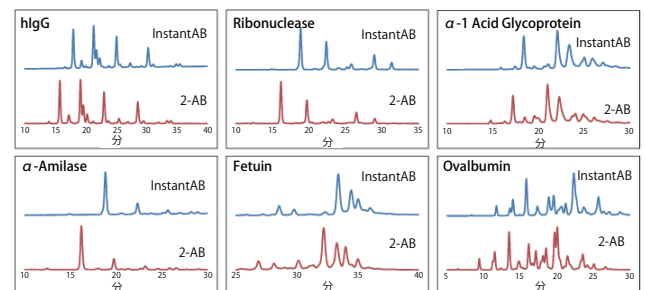 hIgG
InstantAB
2-AB
10 15 20 25 30 35 40
分
Ribonuclease
InstantAB
2-AB
10 15 20 25 30 35
分
α-1 Acid Glycoprotein
InstantAB
2-AB
10 15 20 25 30
分
α-Amilase
InstantAB
2-AB
10 15 20 25 30
分
Fetuin
InstantAB
2-AB
25 30 35 40
分
Ovalbumin
InstantAB
2-AB
5 10 15 20 25 30
分